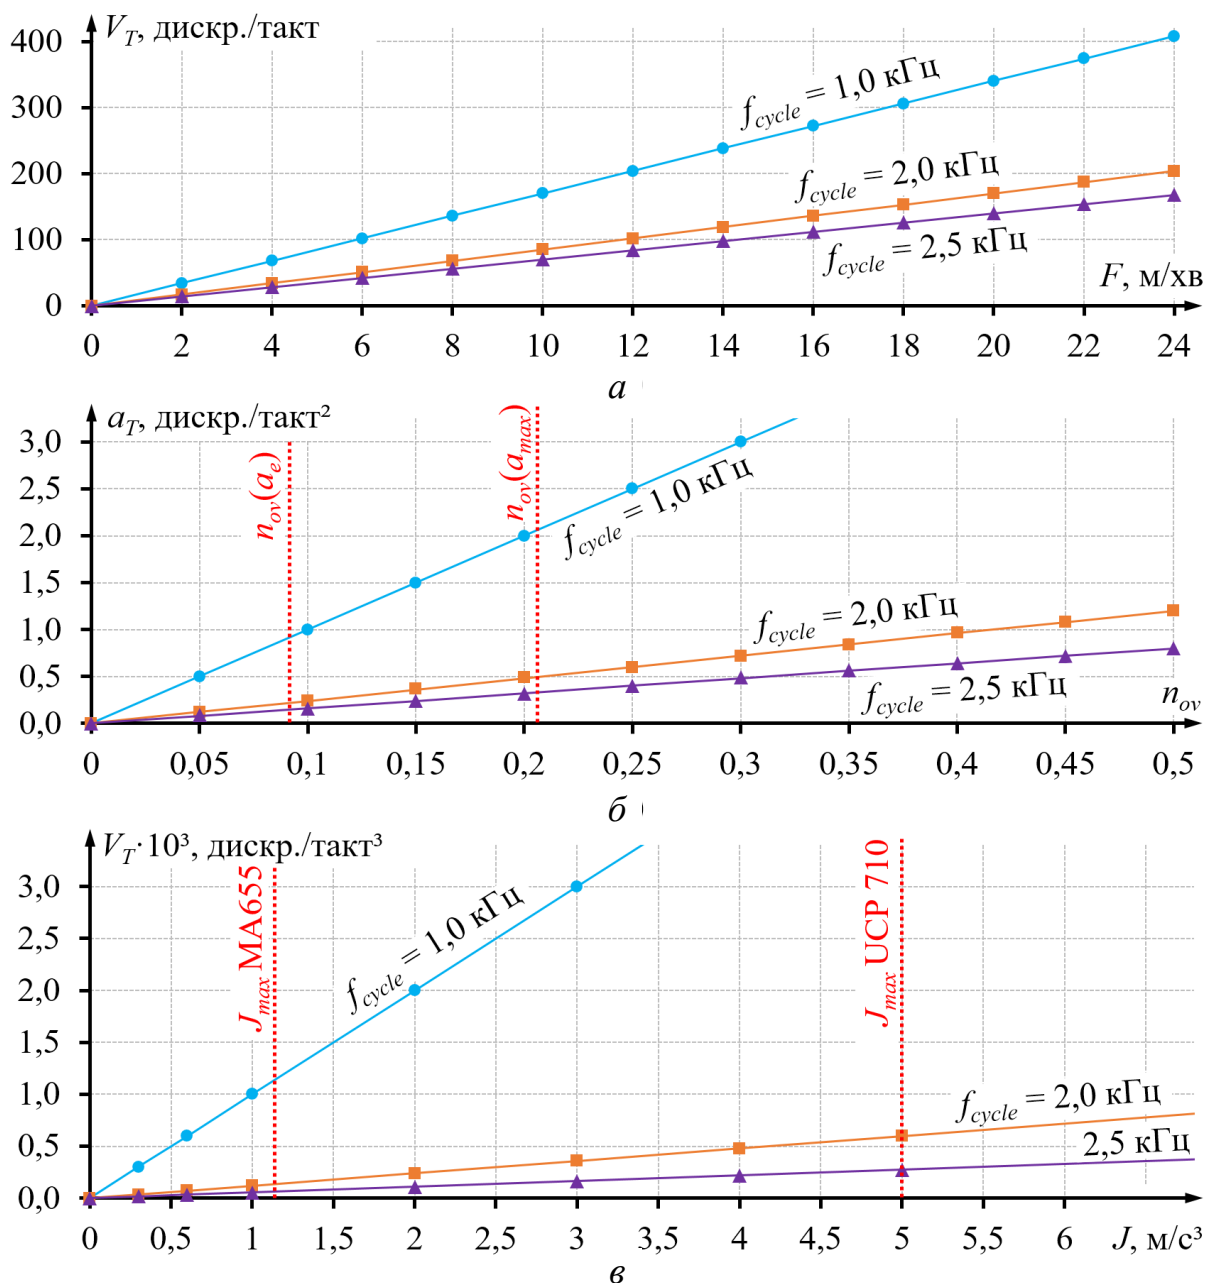 V_T, дискр./такт
400
300
200
100
0
f_cycle = 1,0 кГц
f_cycle = 2,0 кГц
f_cycle = 2,5 кГц
F, м/хв
0 2 4 6 8 10 12 14 16 18 20 22 24
а
a_T, дискр./такт²
3,0
2,5
2,0
1,5
1,0
0,5
0,0
n_ov(a_e)
n_ov(a_max)
f_cycle = 1,0 кГц
f_cycle = 2,0 кГц
f_cycle = 2,5 кГц
n_ov
0 0,05 0,1 0,15 0,2 0,25 0,3 0,35 0,4 0,45 0,5
б
V_T·10³, дискр./такт³
3,0
2,5
2,0
1,5
1,0
0,5
0,0
J_max MA655
f_cycle = 1,0 кГц
J_max UCP 710
f_cycle = 2,0 кГц
2,5 кГц
0 0,5 1 1,5 2 2,5 3 3,5 4 4,5 5 5,5 6 J, м/с³
в